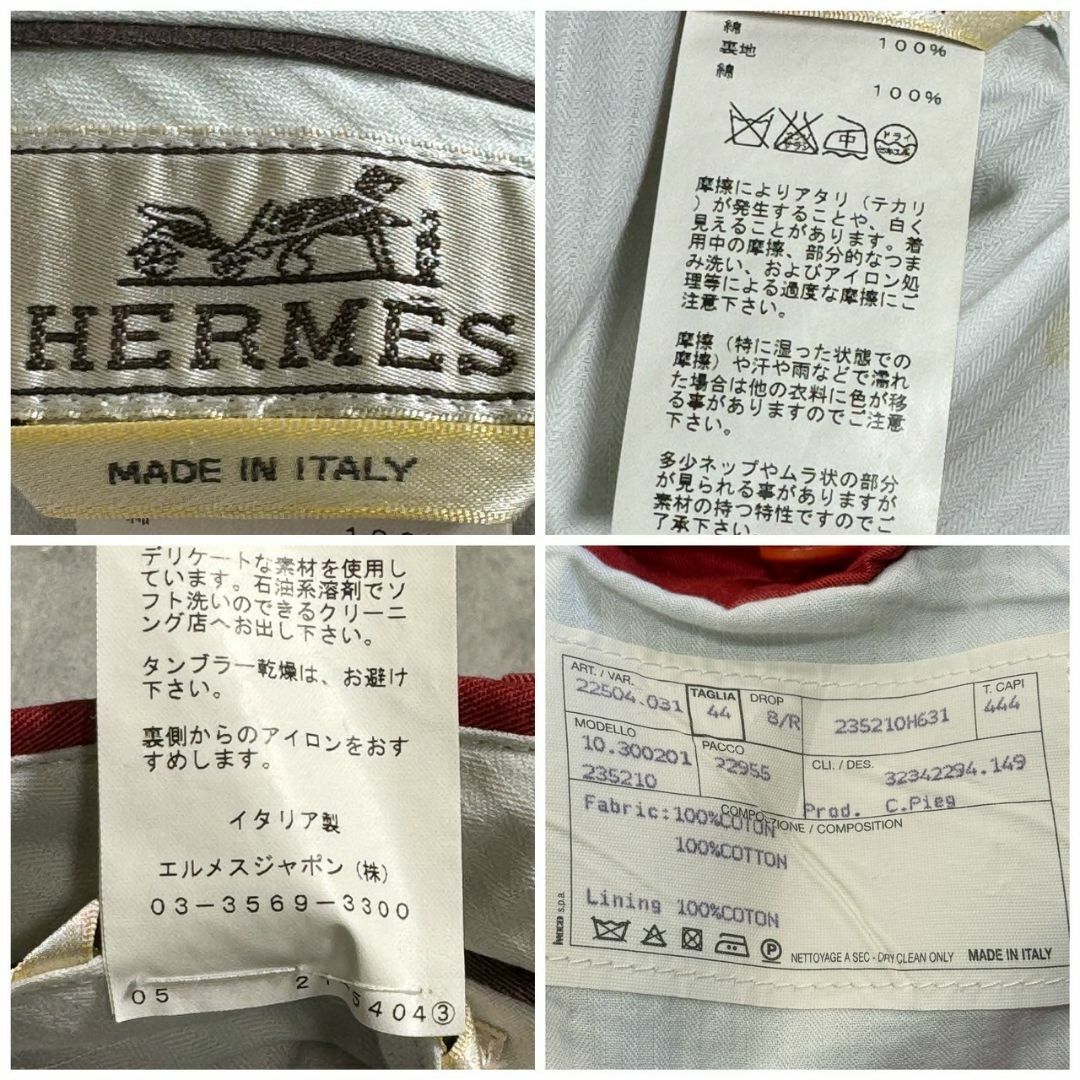 HERMES
MADE IN ITALY
綿
裏地 100%
綿
100%
ドライ
中
摩擦によりアタリ（テカリ
）が発生することや、白く
見えることがあります。着
用中の摩擦、部分的なつま
み洗い、およびアイロン処
理等による過度な摩擦にご
注意下さい。
摩擦（特に湿った状態での
摩擦）や汗や雨などで濡れ
た場合は他の衣料に色が移
る事がありますのでご注意
下さい。
多少ネップやムラ状の部分
が見られる事がありますが
素材の持つ特性ですのでご
了承下さい。
デリケートな素材を使用し
ています。石油系溶剤でソ
フト洗いのできるクリーニ
ング店へお出し下さい。
タンブラー乾燥は、お避け
下さい。
裏側からのアイロンをおす
すめします。
イタリア製
エルメスジャポン（株）
03-3569-3300
05
5404③
ART. / VAR. TAGLIA DROP T. CAPI
22504.031 44 8/R 235210H631 444
MODELLO PACCO CLI. / DES.
10.300201 22955 32342294.149
235210 Prod. C.Pieg
COMPOSIZIONE / COMPOSITION
Fabric:100%COTON
100%COTTON
Lining 100%COTON
P
NETTOYAGE A SEC - DRY CLEAN ONLY MADE IN ITALY
s.p.a.